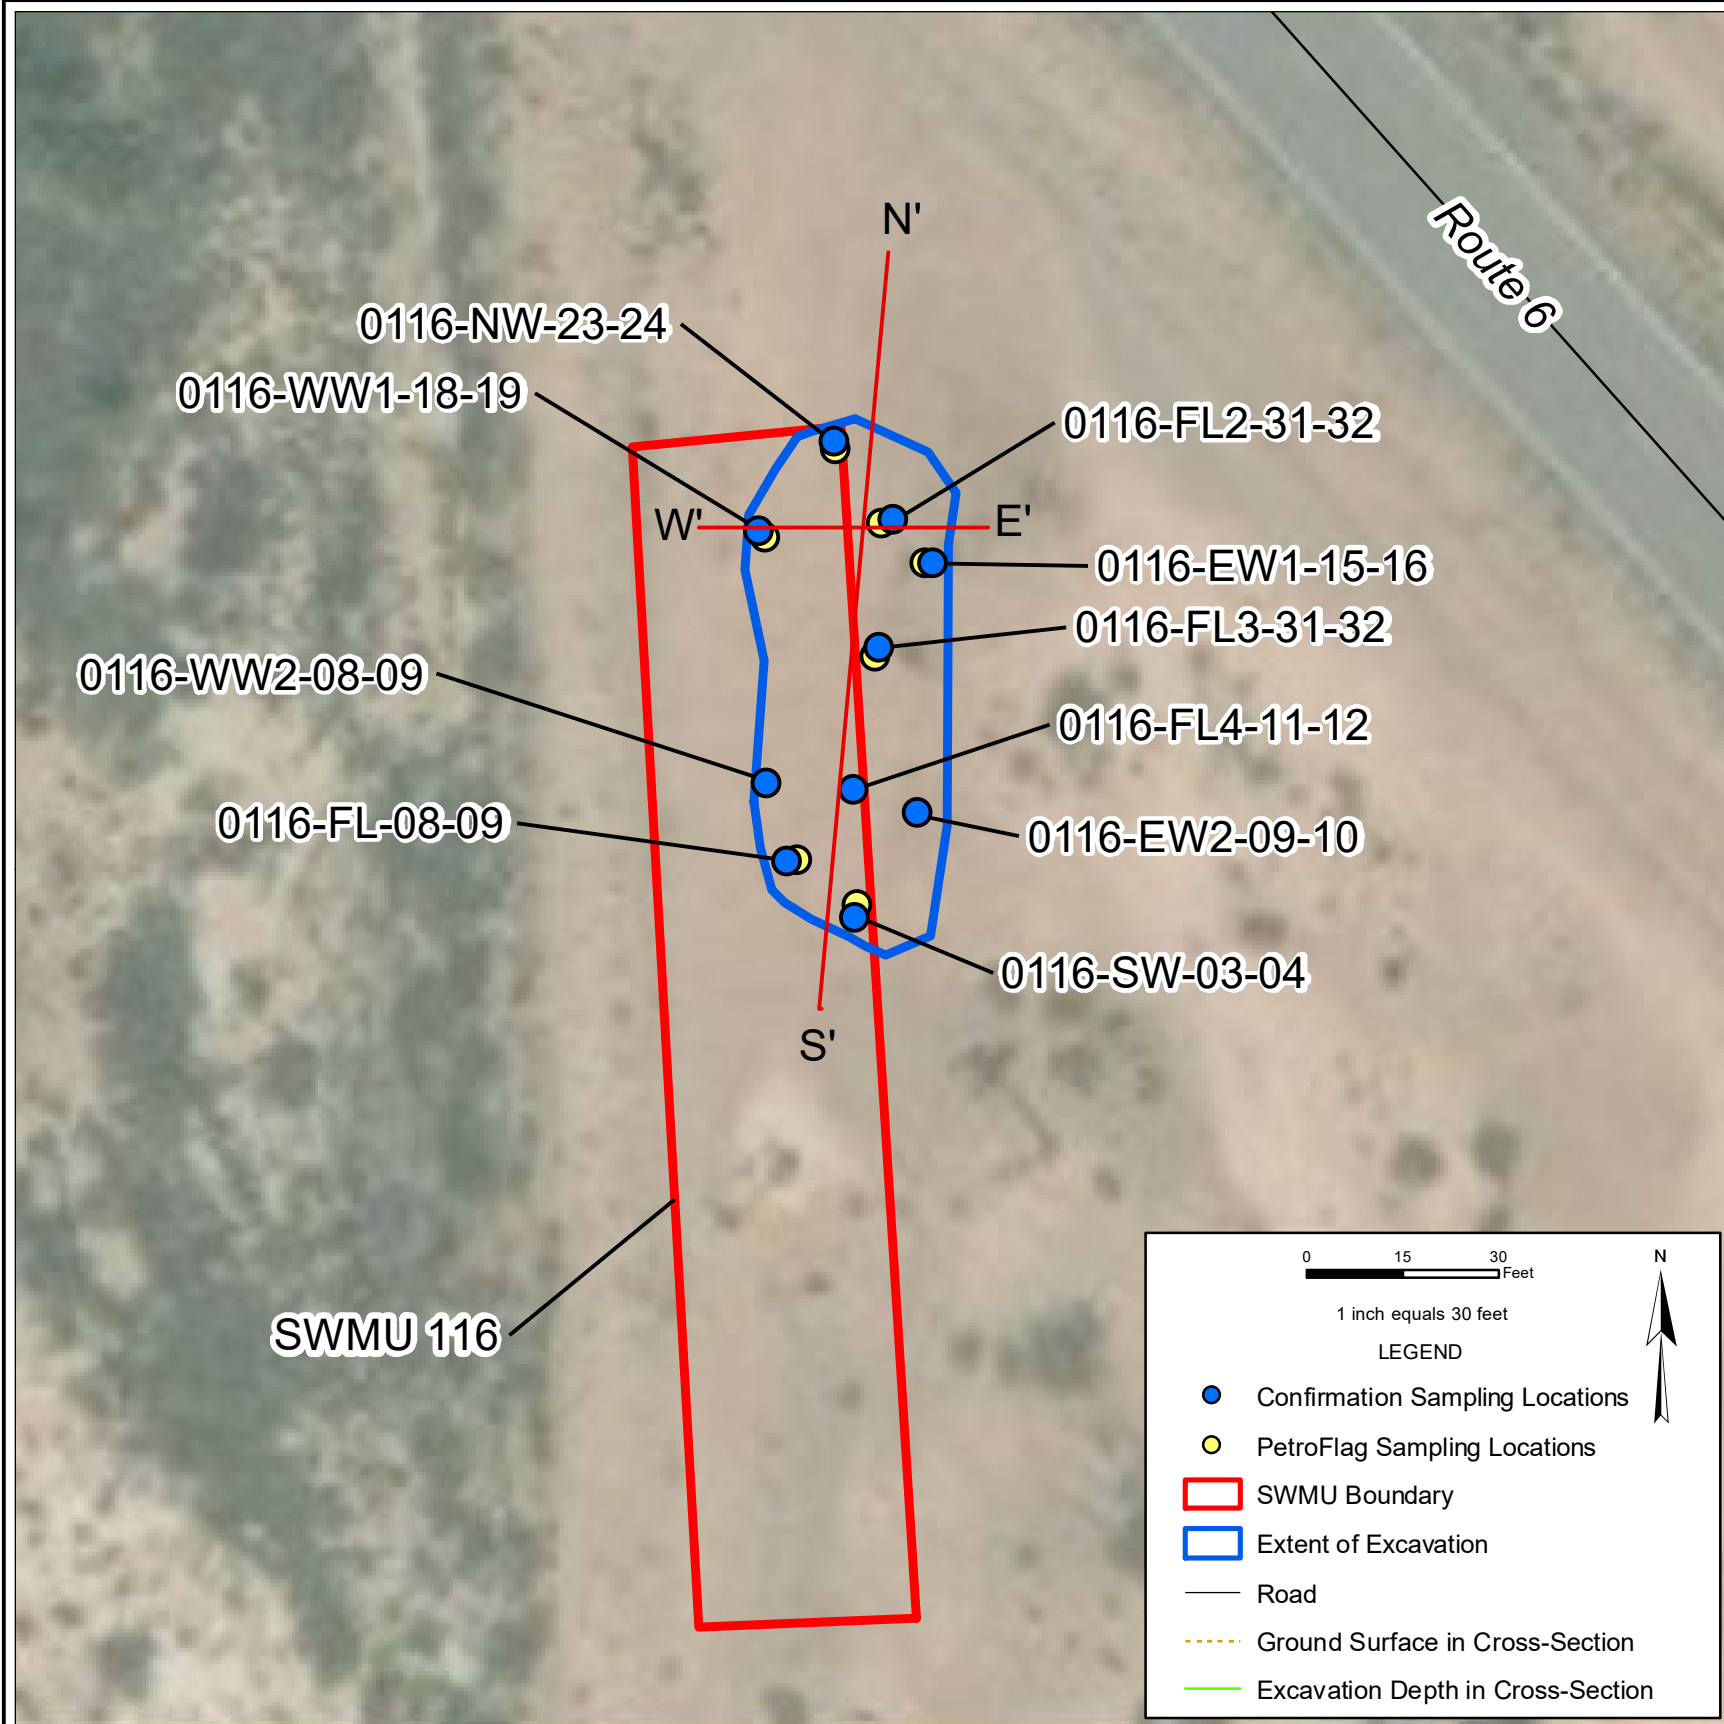 N'
Route 6
0116-NW-23-24
0116-WW1-18-19
0116-FL2-31-32
W'
E'
0116-EW1-15-16
0116-FL3-31-32
0116-WW2-08-09
0116-FL4-11-12
0116-FL-08-09
0116-EW2-09-10
0116-SW-03-04
S'
SWMU 116
0 15 30
Feet
N
1 inch equals 30 feet
LEGEND
Confirmation Sampling Locations
PetroFlag Sampling Locations
SWMU Boundary
Extent of Excavation
Road
Ground Surface in Cross-Section
Excavation Depth in Cross-Section